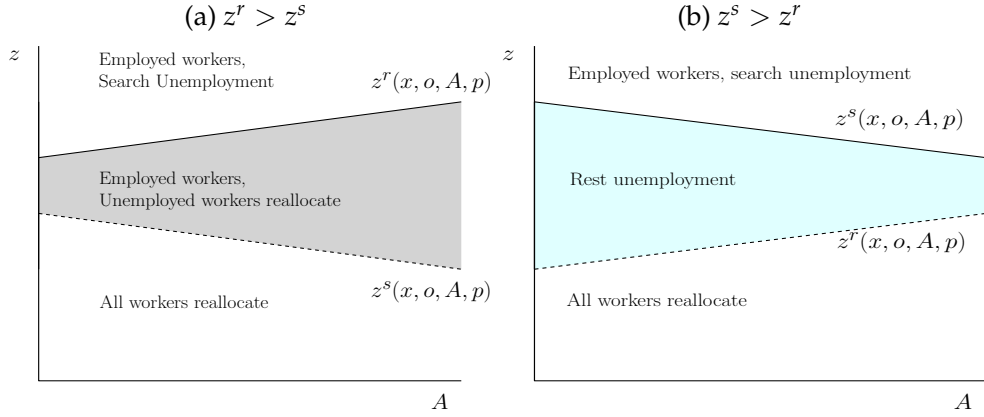 (a) z^r > z^s
z
Employed workers,
Search Unemployment
z^r(x, o, A, p)
Employed workers,
Unemployed workers reallocate
z^s(x, o, A, p)
All workers reallocate
A
(b) z^s > z^r
z
Employed workers, search unemployment
z^s(x, o, A, p)
Rest unemployment
z^r(x, o, A, p)
All workers reallocate
A